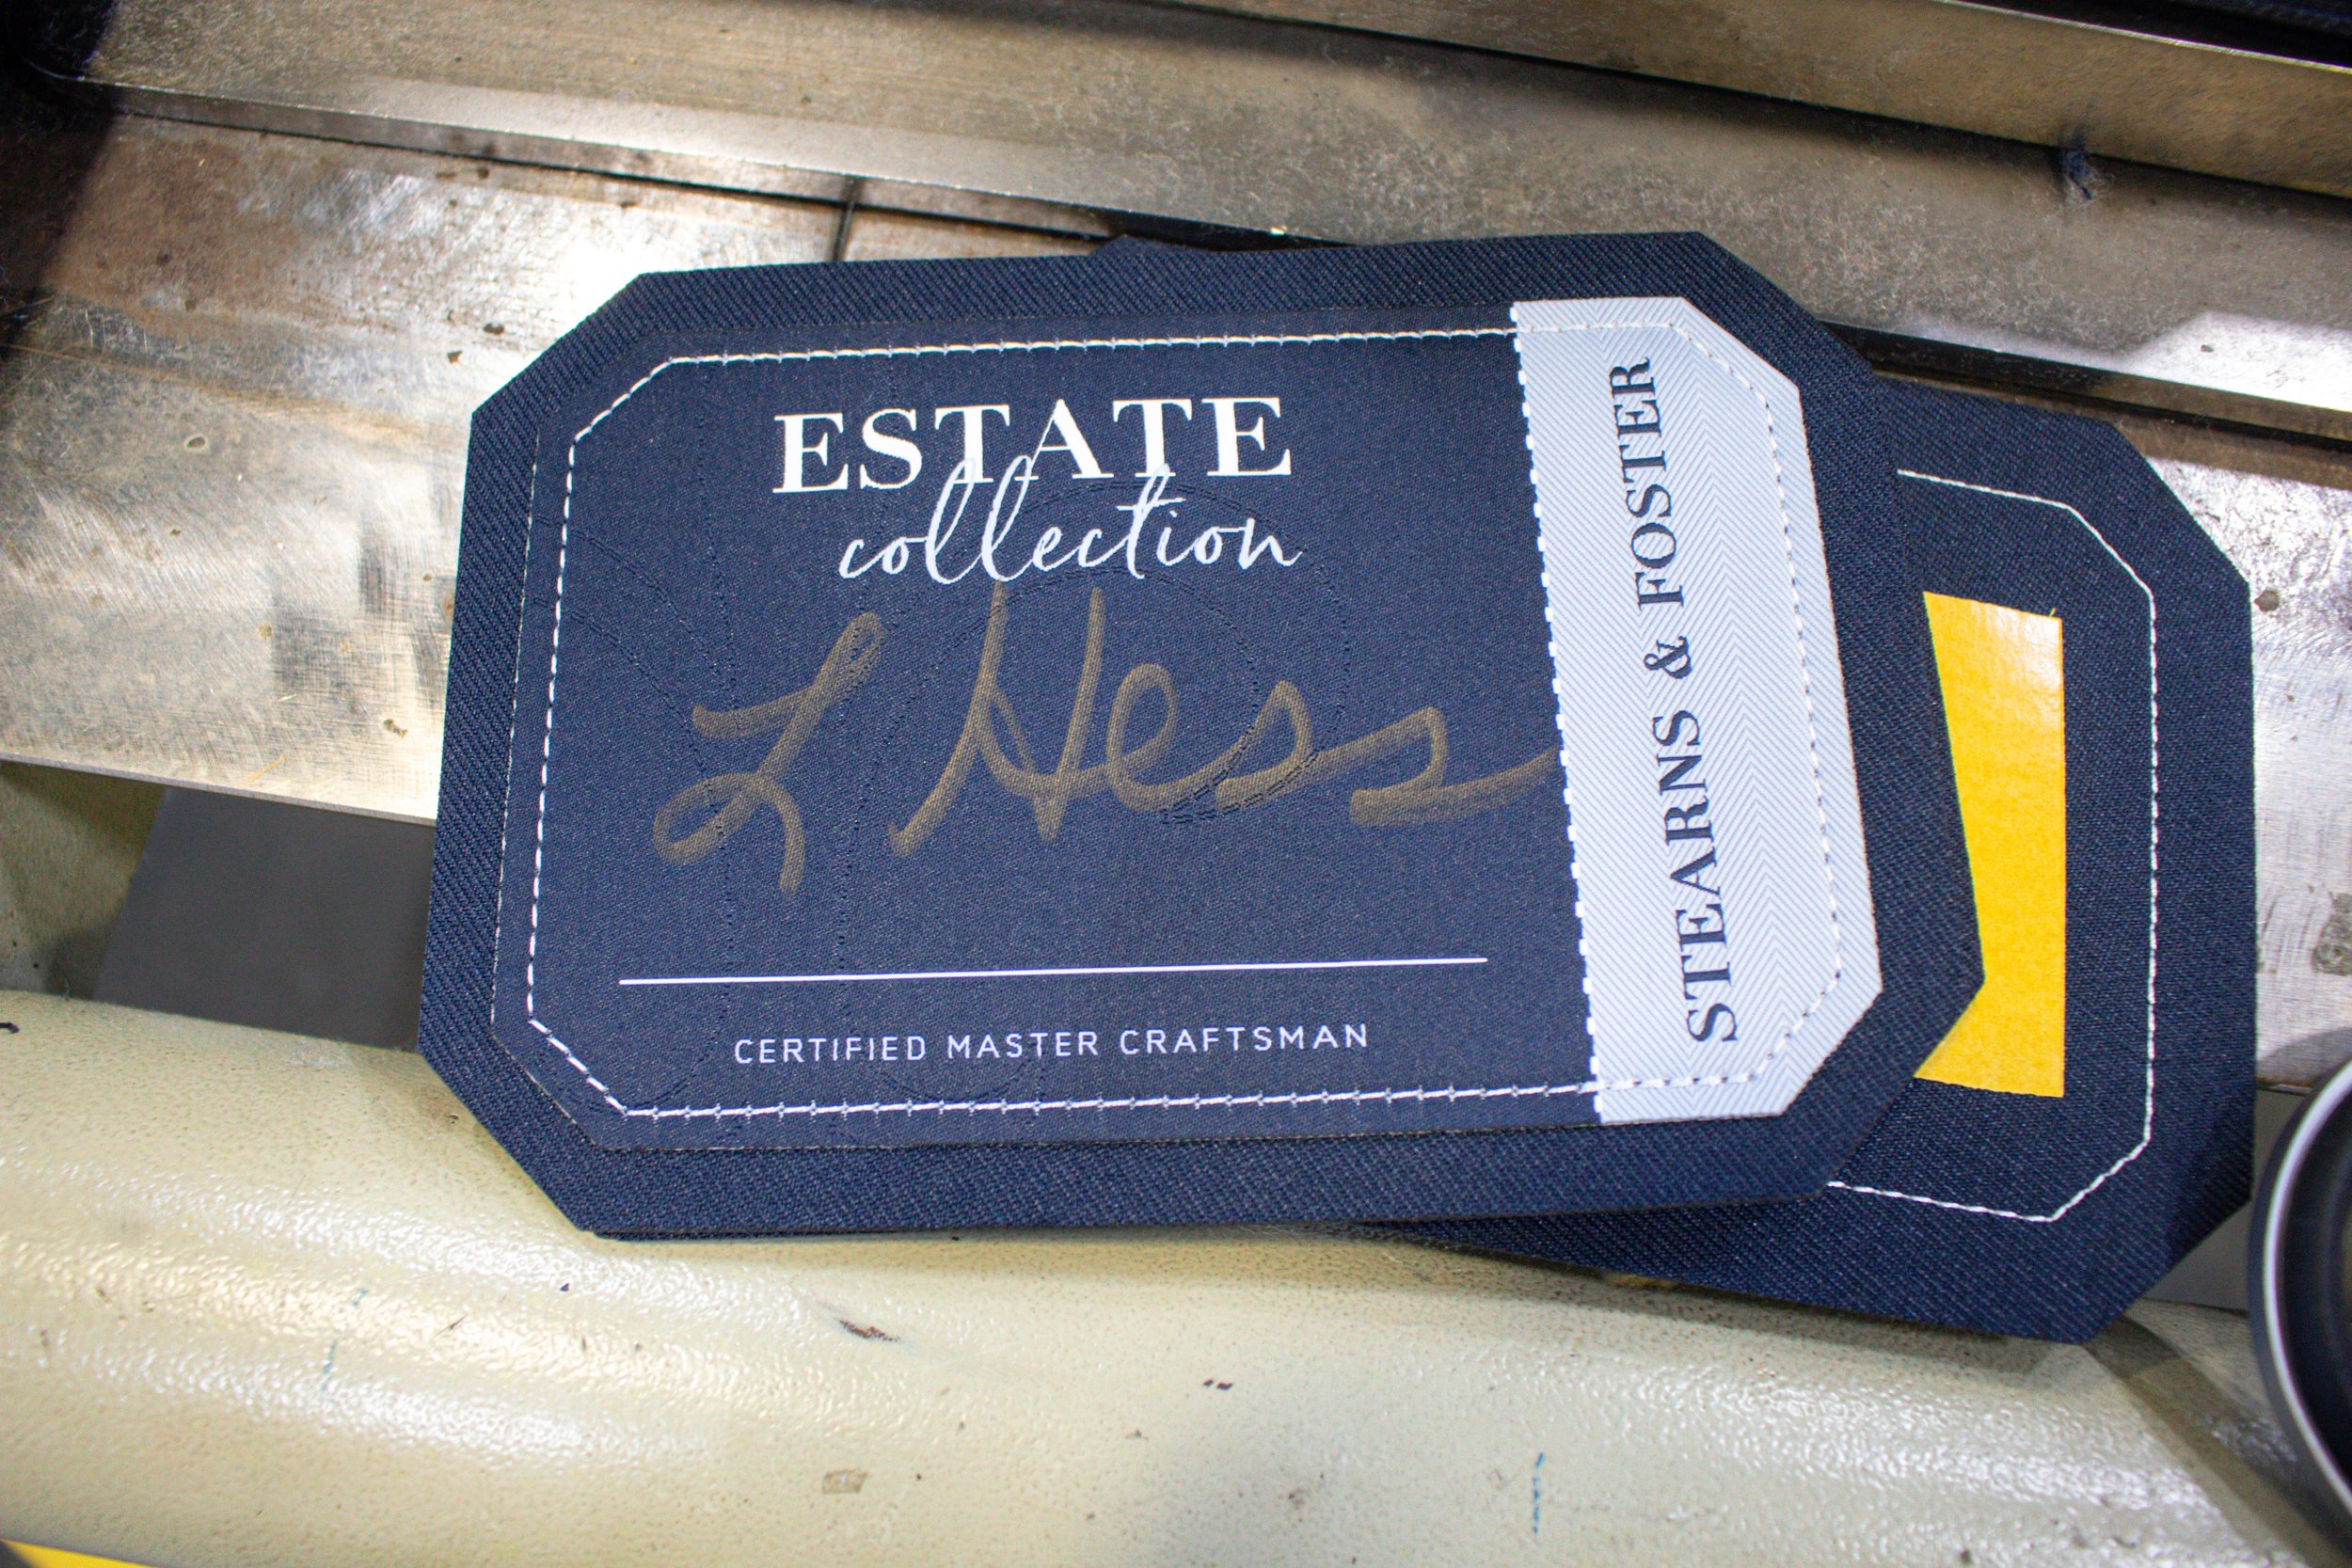 ESTATE
collection
L Hess
CERTIFIED MASTER CRAFTSMAN
STEARNS & FOSTER